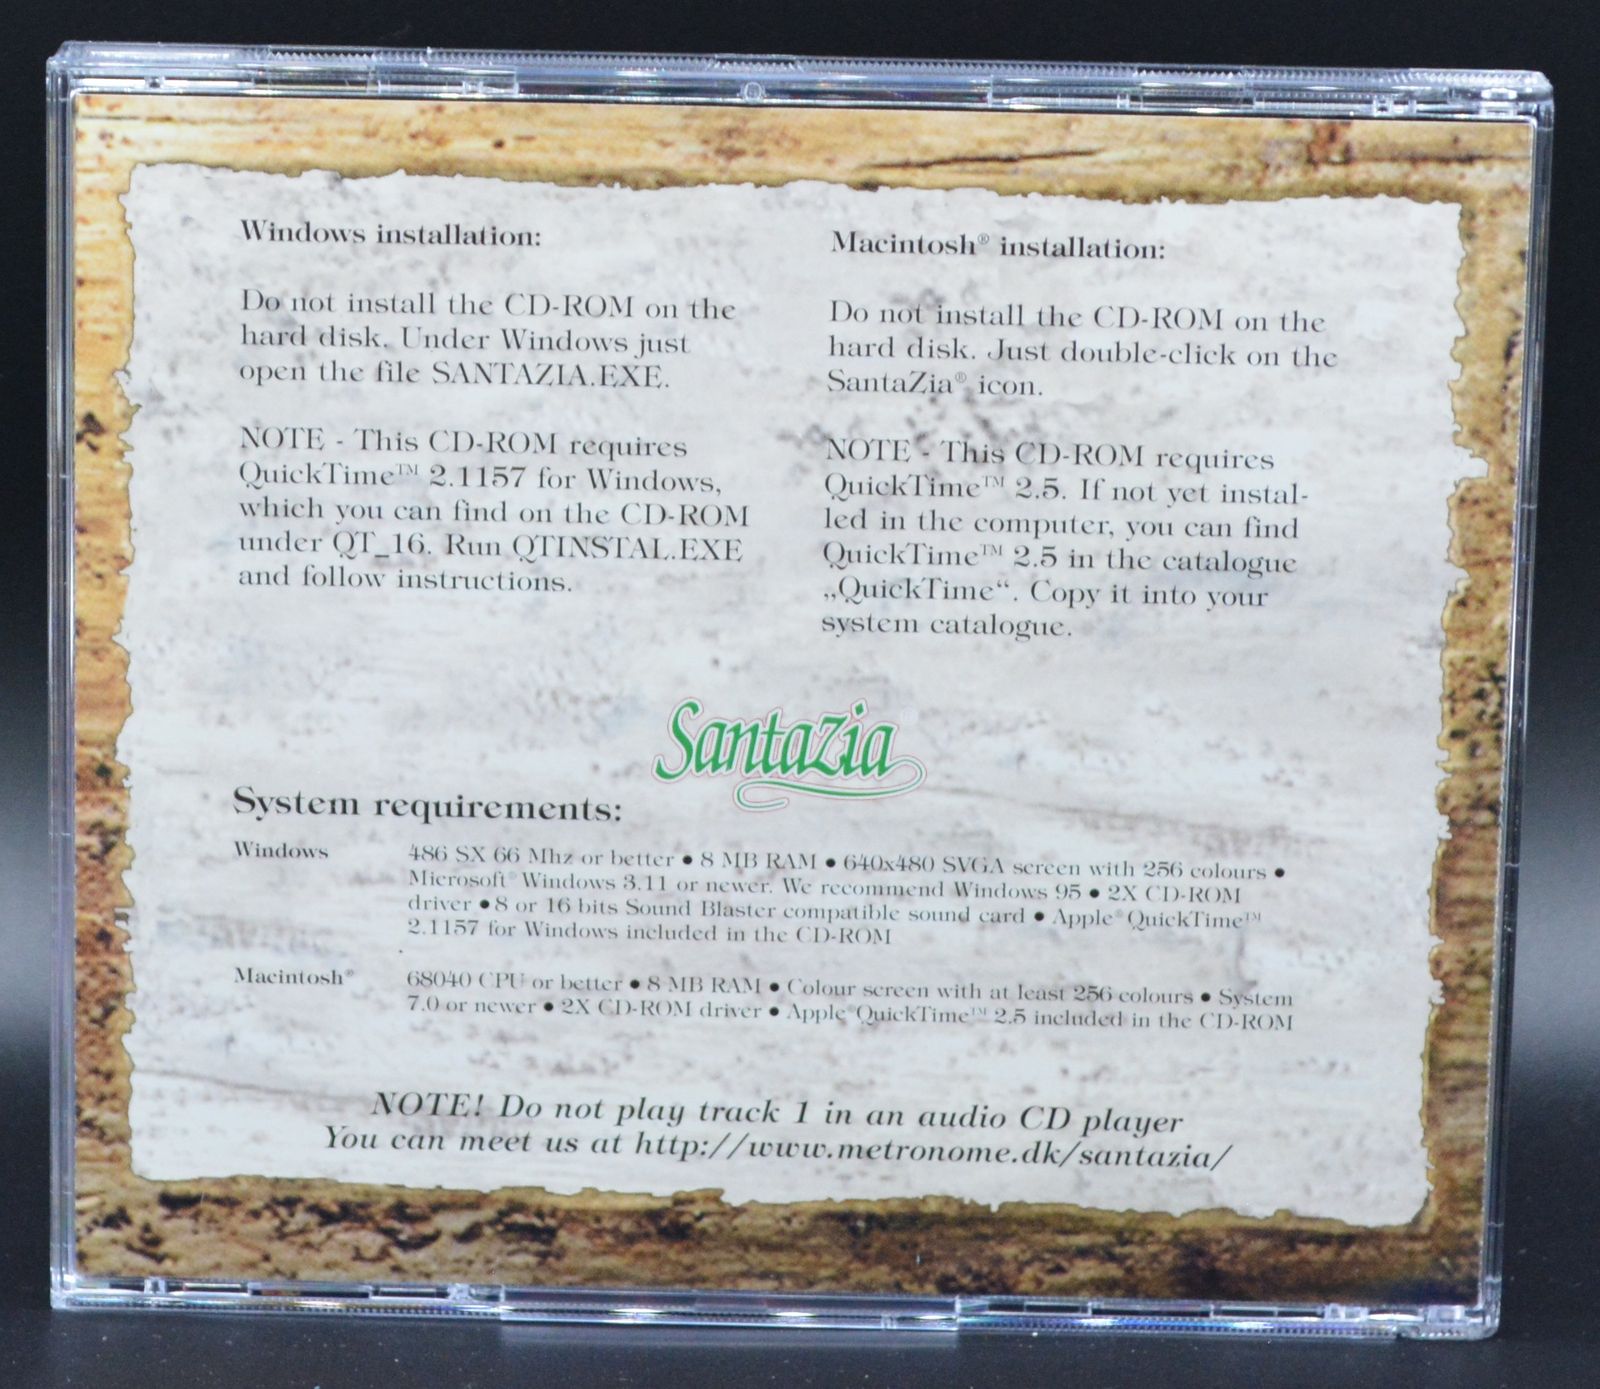 Windows installation:
Do not install the CD-ROM on the
hard disk. Under Windows just
open the file SANTAZIA.EXE.
NOTE - This CD-ROM requires
QuickTime™ 2.1157 for Windows,
which you can find on the CD-ROM
under QT_16. Run QTINSTAL.EXE
and follow instructions.
Macintosh® installation:
Do not install the CD-ROM on the
hard disk. Just double-click on the
SantaZia® icon.
NOTE - This CD-ROM requires
QuickTime™ 2.5. If not yet instal-
led in the computer, you can find
QuickTime™ 2.5 in the catalogue
„QuickTime“. Copy it into your
system catalogue.
SantaZia®
System requirements:
Windows 486 SX 66 Mhz or better • 8 MB RAM • 640x480 SVGA screen with 256 colours •
Microsoft® Windows 3.11 or newer. We recommend Windows 95 • 2X CD-ROM
driver • 8 or 16 bits Sound Blaster compatible sound card • Apple® QuickTime™
2.1157 for Windows included in the CD-ROM
Macintosh® 68040 CPU or better • 8 MB RAM • Colour screen with at least 256 colours • System
7.0 or newer • 2X CD-ROM driver • Apple® QuickTime™ 2.5 included in the CD-ROM
NOTE! Do not play track 1 in an audio CD player
You can meet us at http://www.metronome.dk/santazia/